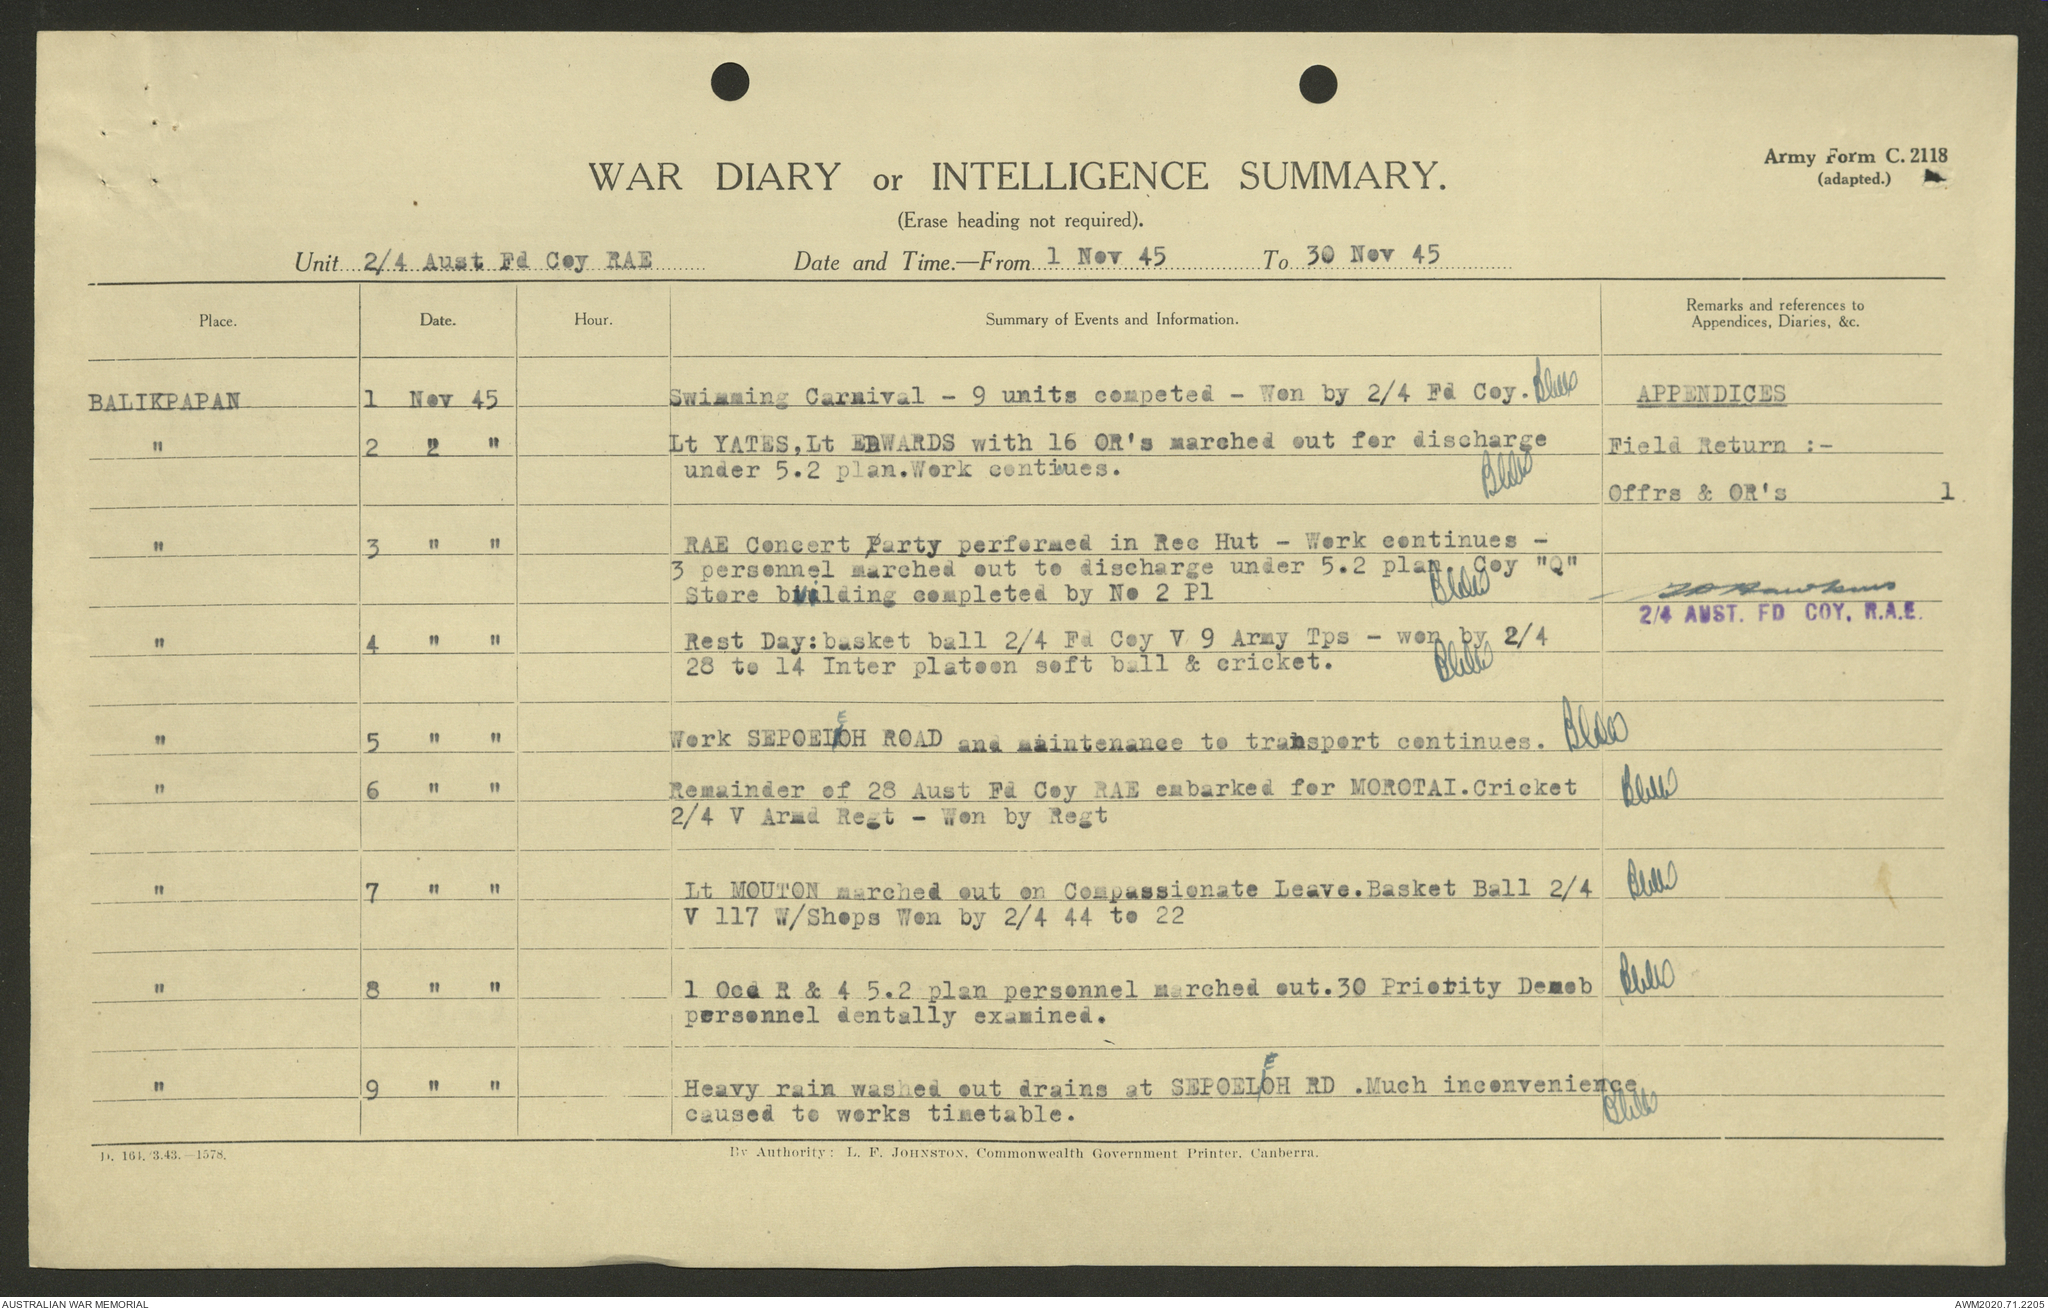 Army Form C. 2118
(adapted.)
WAR DIARY or INTELLIGENCE SUMMARY.
(Erase heading not required).
Unit 2/4 Aust Fd Coy RAE Date and Time.—From 1 Nov 45 To 30 Nov 45
Place. Date. Hour. Summary of Events and Information. Remarks and references to
Appendices, Diaries, &c.
BALIKPAPAN 1 Nov 45 Swimming Carnival - 9 units competed - Won by 2/4 Fd Coy. APPENDICES
" 2 " " Lt YATES,Lt EDWARDS with 16 OR's marched out for discharge Field Return :-
under 5.2 plan.Work continues.
Offrs & OR's 1
" 3 " " RAE Concert Party performed in Rec Hut - Work continues -
3 personnel marched out to discharge under 5.2 plan. Coy "Q"
Store building completed by No 2 Pl
2/4 AUST. FD COY, R.A.E.
" 4 " " Rest Day:basket ball 2/4 Fd Coy V 9 Army Tps - won by 2/4
28 to 14 Inter platoon soft ball & cricket.
" 5 " " Work SEPOELEH ROAD and maintenance to transport continues.
" 6 " " Remainder of 28 Aust Fd Coy RAE embarked for MOROTAI.Cricket
2/4 V Armd Regt - Won by Regt
" 7 " " Lt MOUTON marched out on Compassionate Leave.Basket Ball 2/4
V 117 W/Shops Won by 2/4 44 to 22
" 8 " " 1 Occ R & 4 5.2 plan personnel marched out.30 Priority Demob
personnel dentally examined.
" 9 " " Heavy rain washed out drains at SEPOELEH RD .Much inconvenience
caused to works timetable.
D. 164./3.43.—1578. By Authority: L. F. JOHNSTON, Commonwealth Government Printer, Canberra.
AUSTRALIAN WAR MEMORIAL AWM2020.71.2205